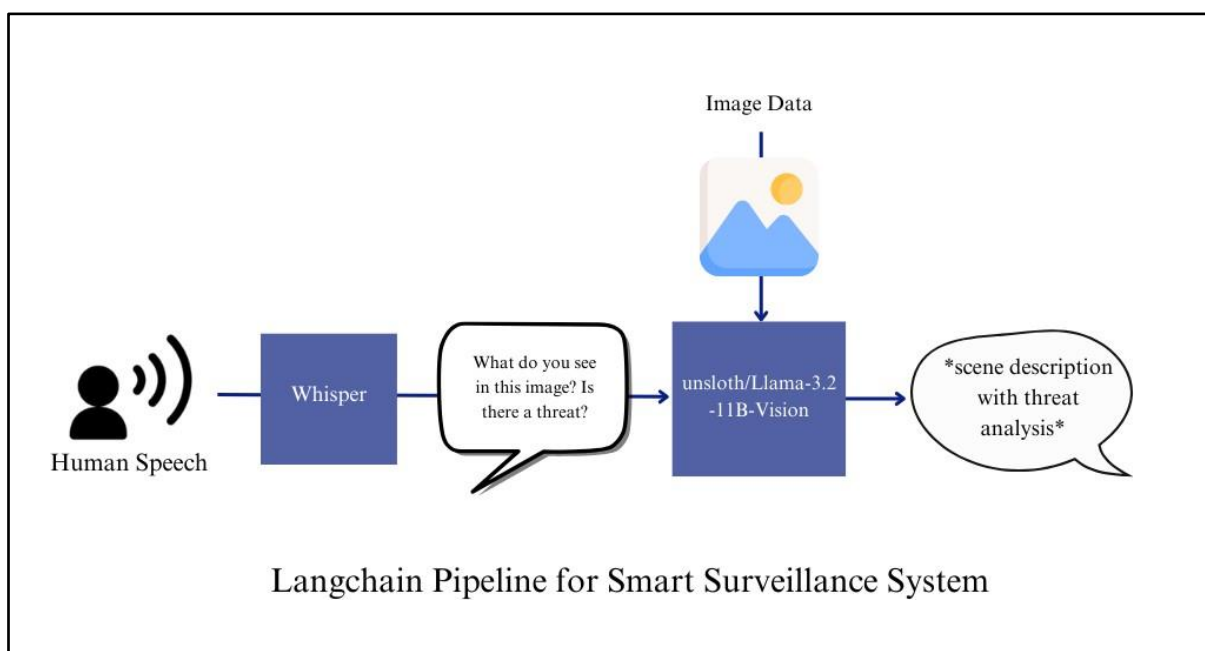 Image Data
Human Speech
Whisper
What do you see
in this image? Is
there a threat?
unsloth/Llama-3.2
-11B-Vision
*scene description
with threat
analysis*
Langchain Pipeline for Smart Surveillance System